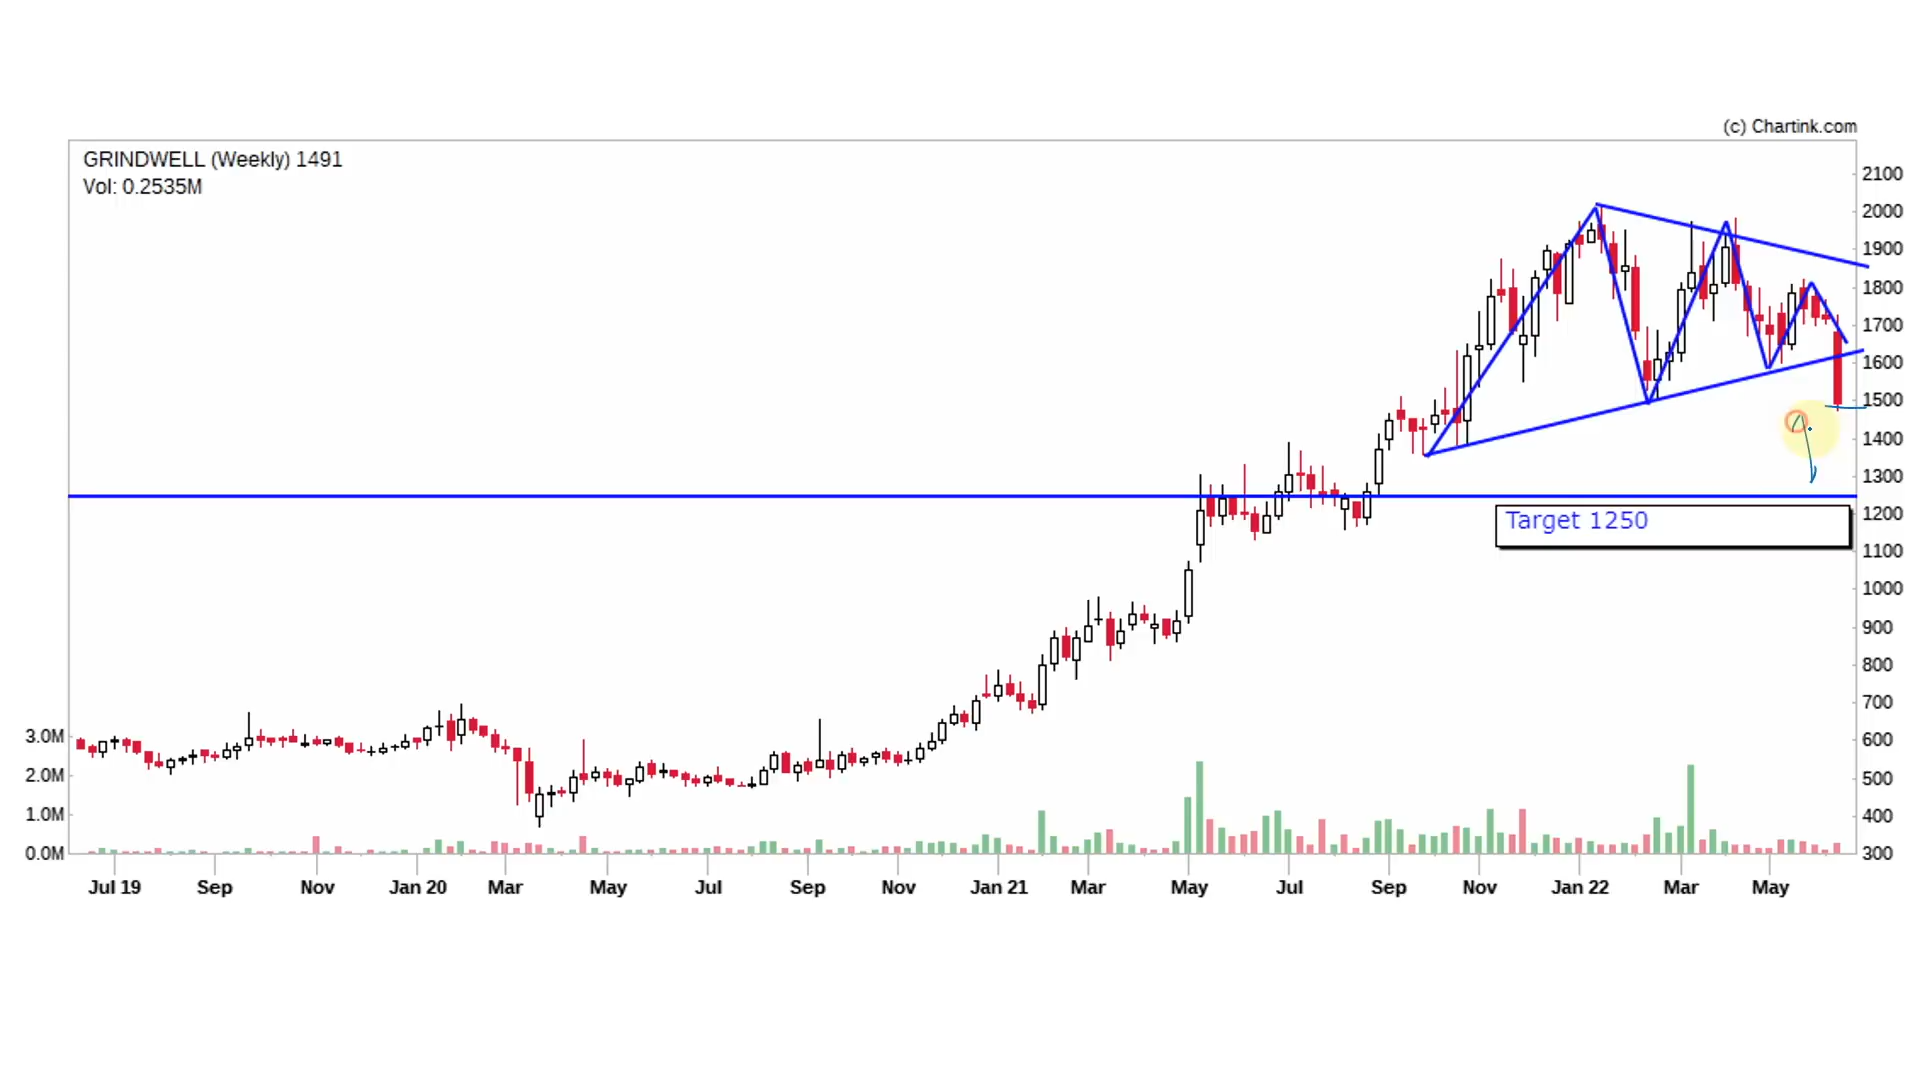 (c) Chartink.com
GRINDWELL (Weekly) 1491
Vol: 0.2535M
2100
2000
1900
1800
1700
1600
1500
1400
1300
1200
1100
1000
900
800
700
600
500
400
300
Target 1250
3.0M
2.0M
1.0M
0.0M
Jul 19 Sep Nov Jan 20 Mar May Jul Sep Nov Jan 21 Mar May Jul Sep Nov Jan 22 Mar May